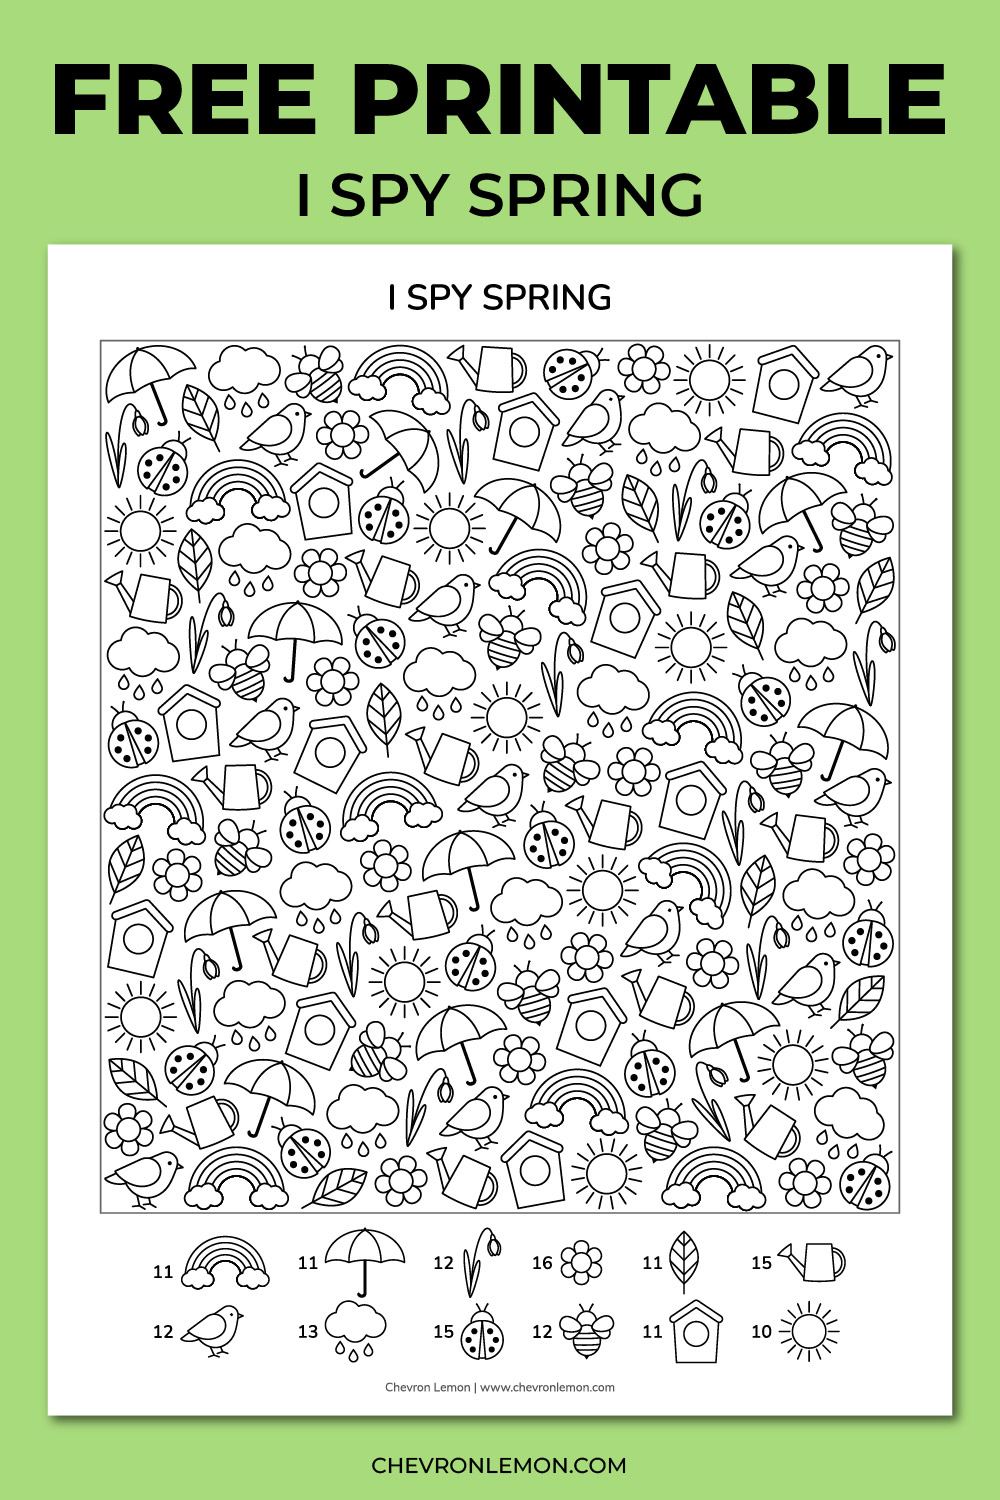 FREE PRINTABLE
I SPY SPRING
I SPY SPRING
11 11 12 16 11 15
12 13 15 12 11 10
Chevron Lemon | www.chevronlemon.com
CHEVRONLEMON.COM